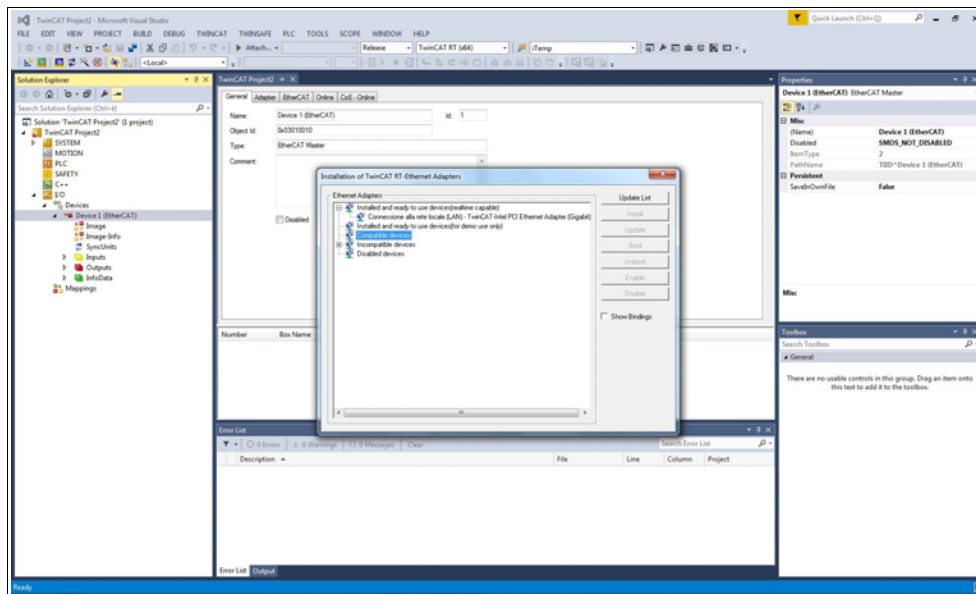 TwinCAT Project2 - Microsoft Visual Studio
Quick Launch (Ctrl+Q)
FILE EDIT VIEW PROJECT BUILD DEBUG TWINCAT TWINSAFE PLC TOOLS SCOPE WINDOW HELP
Attach... Release TwinCAT RT (x64) iTemp
<Local>
Solution Explorer
Search Solution Explorer (Ctrl+è)
Solution 'TwinCAT Project2' (1 project)
TwinCAT Project2
SYSTEM
MOTION
PLC
SAFETY
C++
I/O
Devices
Device 1 (EtherCAT)
Image
Image-Info
SyncUnits
Inputs
Outputs
InfoData
Mappings
TwinCAT Project2
General Adapter EtherCAT Online CoE - Online
Name: Device 1 (EtherCAT) Id: 1
Object Id: 0x03010010
Type: EtherCAT Master
Comment:
Disabled
Number Box Name
Installation of TwinCAT RT-Ethernet Adapters
Ethernet Adapters
Installed and ready to use devices(realtime capable)
Connessione alla rete locale (LAN) - TwinCAT-Intel PCI Ethernet Adapter (Gigabit)
Installed and ready to use devices(for demo use only)
Compatible devices
Incompatible devices
Disabled devices
Update List
Install
Update
Bind
Unbind
Enable
Disable
Show Bindings
Error List
0 Errors 0 Warnings 0 Messages Clear
Search Error List
Description File Line Column Project
Error List Output
Properties
Device 1 (EtherCAT) EtherCAT Master
Misc
(Name) Device 1 (EtherCAT)
Disabled SMDS_NOT_DISABLED
ItemType 2
PathName TIID^Device 1 (EtherCAT)
Persistent
SaveInOwnFile False
Misc
Toolbox
Search Toolbox
General
There are no usable controls in this group. Drag an item onto
this text to add it to the toolbox.
Ready